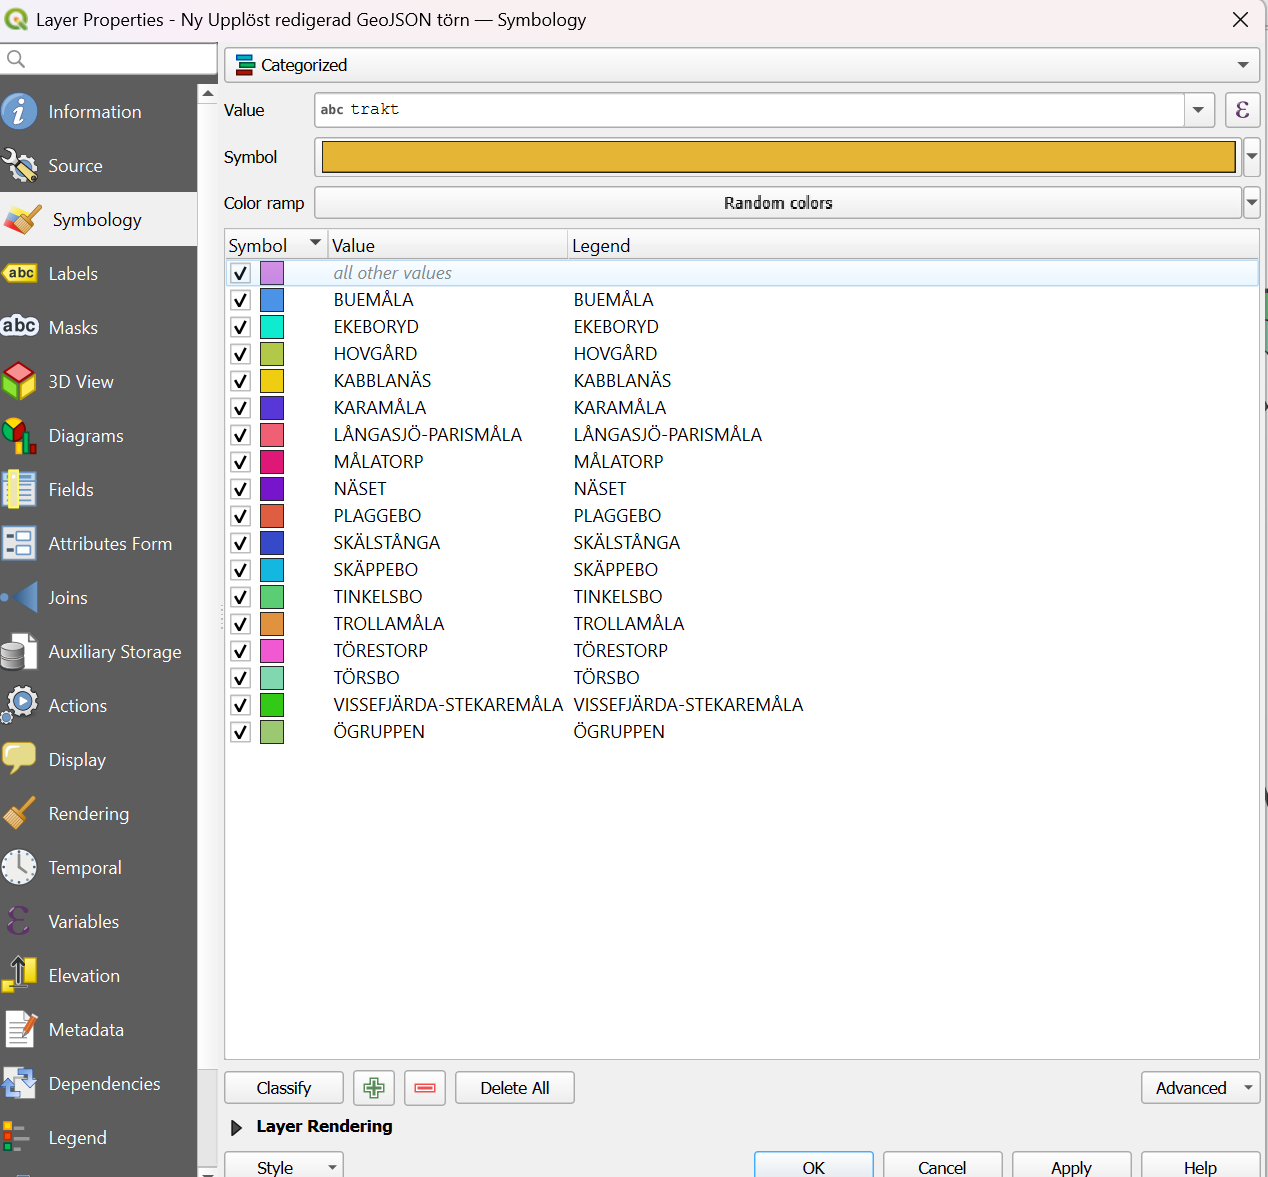 Layer Properties - Ny Upplöst redigerad GeoJSON törn — Symbology
Information
Source
Symbology
abc Labels
abc Masks
3D View
Diagrams
Fields
Attributes Form
Joins
Auxiliary Storage
Actions
Display
Rendering
Temporal
Variables
Elevation
Metadata
Dependencies
Legend
Categorized
Value abc trakt ε
Symbol
Color ramp Random colors
Symbol Value Legend
all other values
BUEMÅLA BUEMÅLA
EKEBORYD EKEBORYD
HOVGÅRD HOVGÅRD
KABBLANÄS KABBLANÄS
KARAMÅLA KARAMÅLA
LÅNGASJÖ-PARISMÅLA LÅNGASJÖ-PARISMÅLA
MÅLATORP MÅLATORP
NÄSET NÄSET
PLAGGEBO PLAGGEBO
SKÄLSTÅNGA SKÄLSTÅNGA
SKÄPPEBO SKÄPPEBO
TINKELSBO TINKELSBO
TROLLAMÅLA TROLLAMÅLA
TÖRESTORP TÖRESTORP
TÖRSBO TÖRSBO
VISSEFJÄRDA-STEKAREMÅLA VISSEFJÄRDA-STEKAREMÅLA
ÖGRUPPEN ÖGRUPPEN
Classify Delete All Advanced
Layer Rendering
Style OK Cancel Apply Help